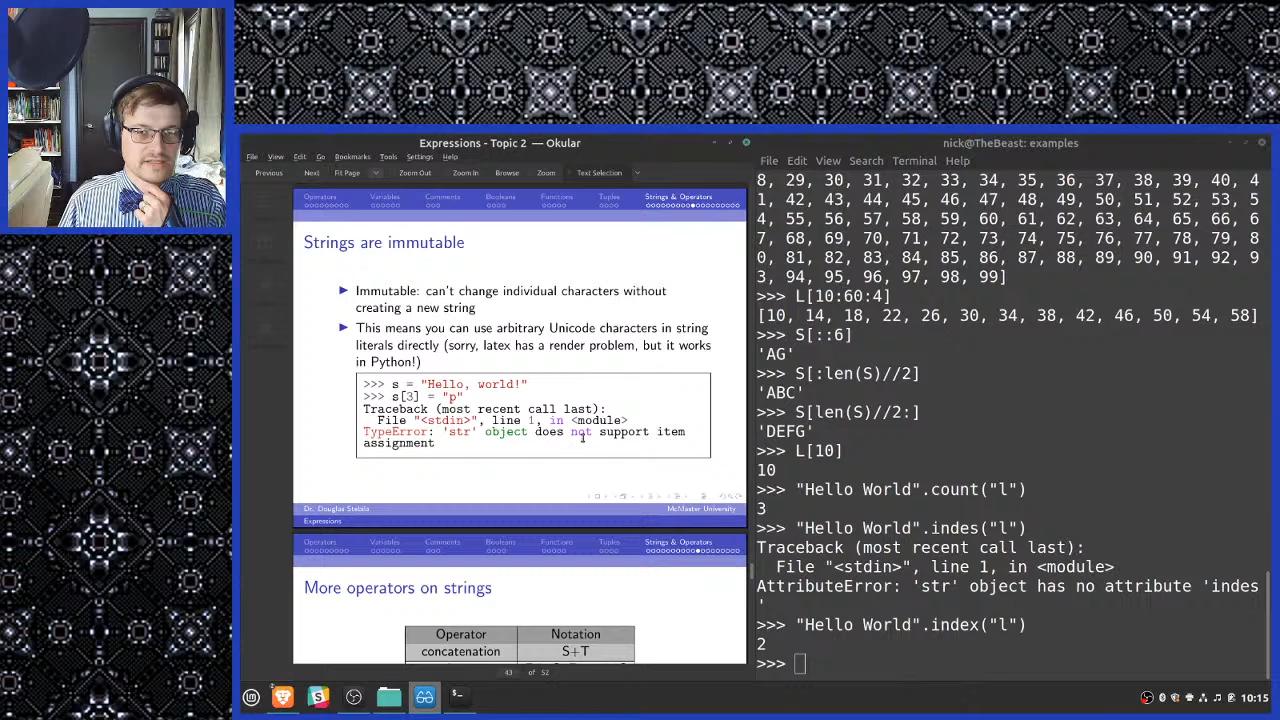 Expressions - Topic 2 — Okular
File Edit View Go Bookmarks Tools Settings Help
Previous Next Fit Page Zoom Out Zoom In Browse Zoom Text Selection
Operators Variables Comments Booleans Functions Tuples Strings & Operators
Strings are immutable
Immutable: can't change individual characters without
creating a new string
This means you can use arbitrary Unicode characters in string
literals directly (sorry, latex has a render problem, but it works
in Python!)
>>> s = "Hello, world!"
>>> s[3] = "p"
Traceback (most recent call last):
File "<stdin>", line 1, in <module>
TypeError: 'str' object does not support item
assignment
Dr. Douglas Stebila McMaster University
Expressions
Operators Variables Comments Booleans Functions Tuples Strings & Operators
More operators on strings
Operator Notation
concatenation S+T
43 of 52
nick@TheBeast: examples
File Edit View Search Terminal Help
8, 29, 30, 31, 32, 33, 34, 35, 36, 37, 38, 39, 40, 4
1, 42, 43, 44, 45, 46, 47, 48, 49, 50, 51, 52, 53, 5
4, 55, 56, 57, 58, 59, 60, 61, 62, 63, 64, 65, 66, 6
7, 68, 69, 70, 71, 72, 73, 74, 75, 76, 77, 78, 79, 8
0, 81, 82, 83, 84, 85, 86, 87, 88, 89, 90, 91, 92, 9
3, 94, 95, 96, 97, 98, 99]
>>> L[10:60:4]
[10, 14, 18, 22, 26, 30, 34, 38, 42, 46, 50, 54, 58]
>>> S[::6]
'AG'
>>> S[:len(S)//2]
'ABC'
>>> S[len(S)//2:]
'DEFG'
>>> L[10]
10
>>> "Hello World".count("l")
3
>>> "Hello World".indes("l")
Traceback (most recent call last):
File "<stdin>", line 1, in <module>
AttributeError: 'str' object has no attribute 'indes
'
>>> "Hello World".index("l")
2
>>>
10:15